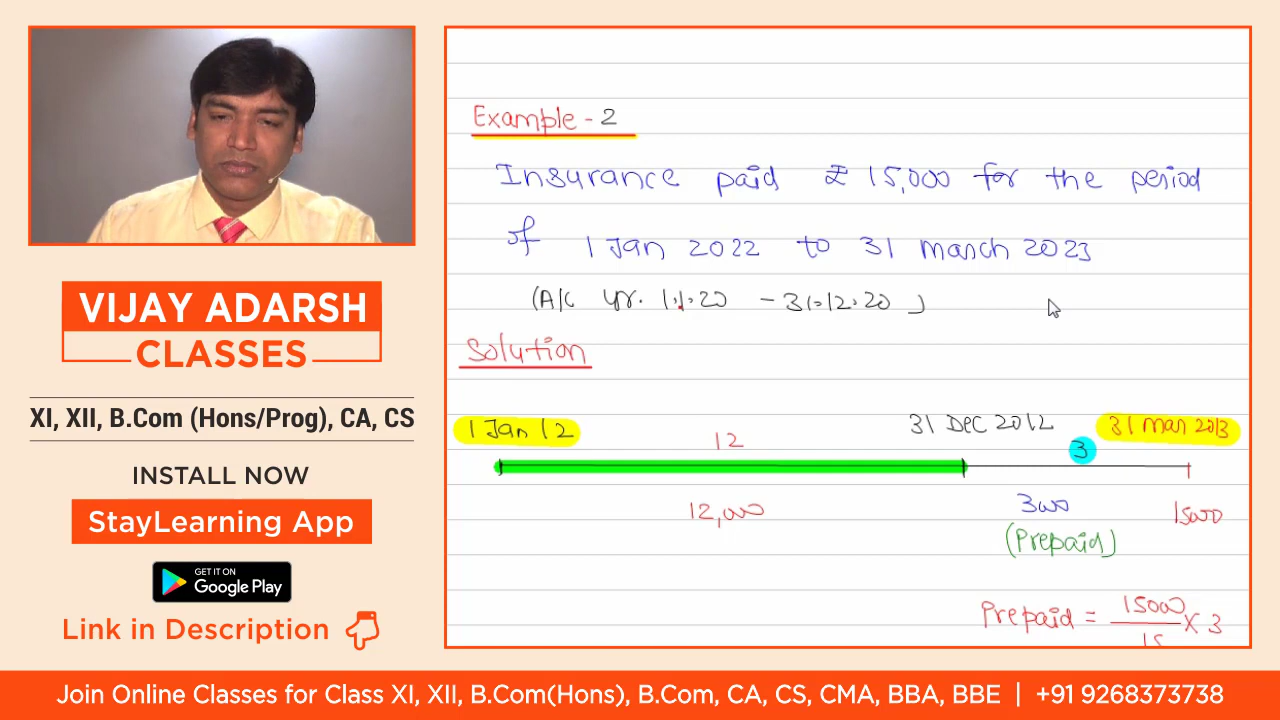 Example - 2
Insurance paid ₹ 15,000 for the period
of 1 Jan 2022 to 31 march 2023
(A/c yr. 1.1.20 - 31.12.20)
Solution
1 Jan 12
12
31 Dec 2012
3
31 mar 2013
12,000
3000
15000
(Prepaid)
Prepaid = 15000/15 x 3
VIJAY ADARSH
CLASSES
XI, XII, B.Com (Hons/Prog), CA, CS
INSTALL NOW
StayLearning App
GET IT ON
Google Play
Link in Description
Join Online Classes for Class XI, XII, B.Com(Hons), B.Com, CA, CS, CMA, BBA, BBE | +91 9268373738